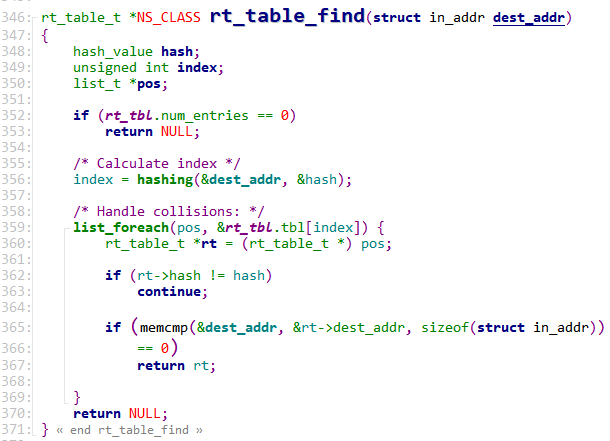 346: rt_table_t *NS_CLASS rt_table_find(struct in_addr dest_addr)
347: {
348:     hash_value hash;
349:     unsigned int index;
350:     list_t *pos;
351:
352:     if (rt_tbl.num_entries == 0)
353:         return NULL;
354:
355:     /* Calculate index */
356:     index = hashing(&dest_addr, &hash);
357:
358:     /* Handle collisions: */
359:     list_foreach(pos, &rt_tbl.tbl[index]) {
360:         rt_table_t *rt = (rt_table_t *) pos;
361:
362:         if (rt->hash != hash)
363:             continue;
364:
365:         if (memcmp(&dest_addr, &rt->dest_addr, sizeof(struct in_addr))
366:             == 0)
367:             return rt;
368:
369:     }
370:     return NULL;
371: } « end rt_table_find »